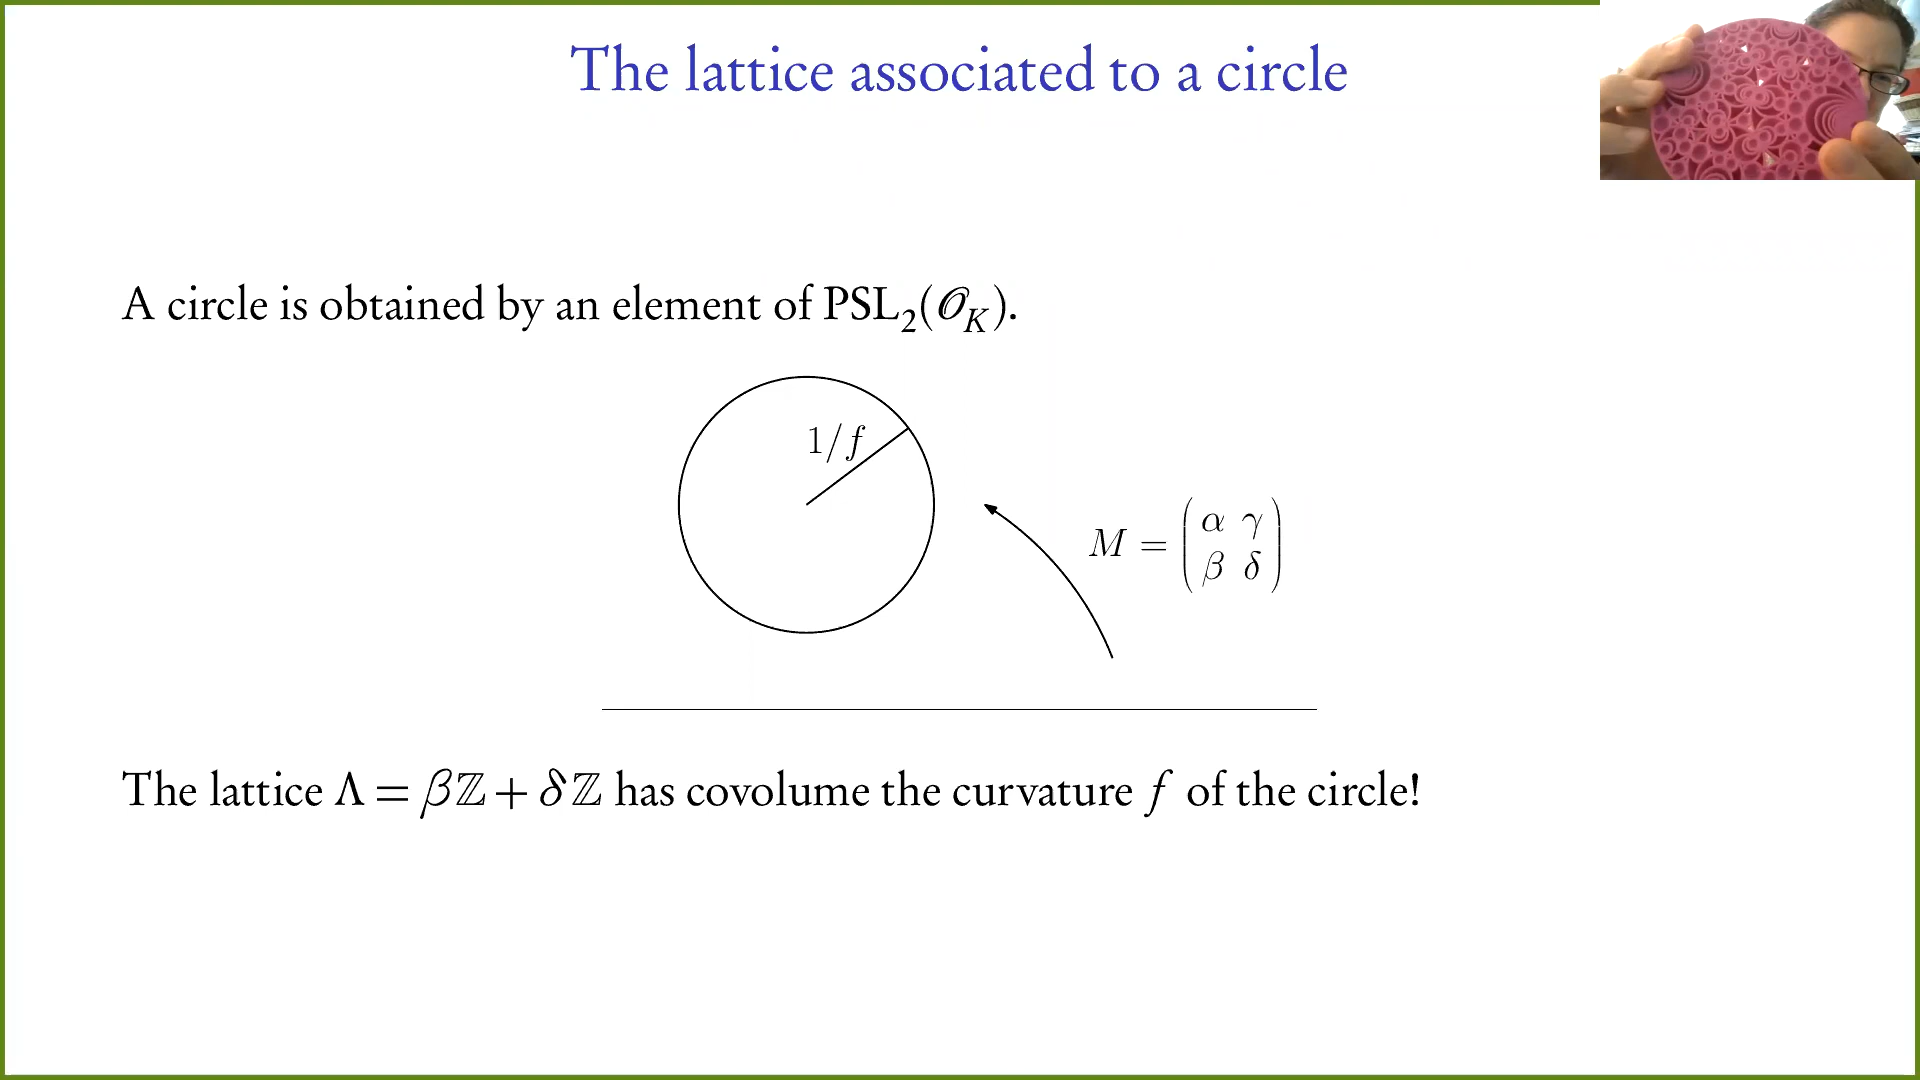 The lattice associated to a circle
A circle is obtained by an element of PSL₂(𝒪_K).
1/f
M = (α γ
β δ)
The lattice Λ = βℤ + δℤ has covolume the curvature f of the circle!